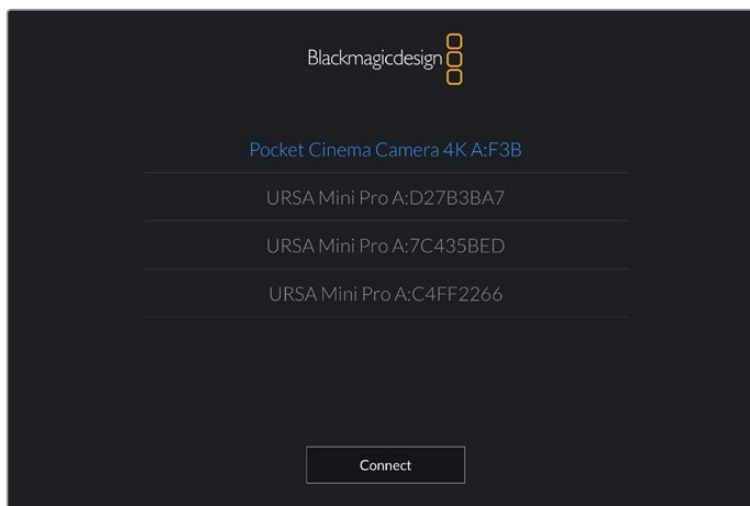 Blackmagicdesign
Pocket Cinema Camera 4K A:F3B
URSA Mini Pro A:D27B3BA7
URSA Mini Pro A:7C435BED
URSA Mini Pro A:C4FF2266
Connect